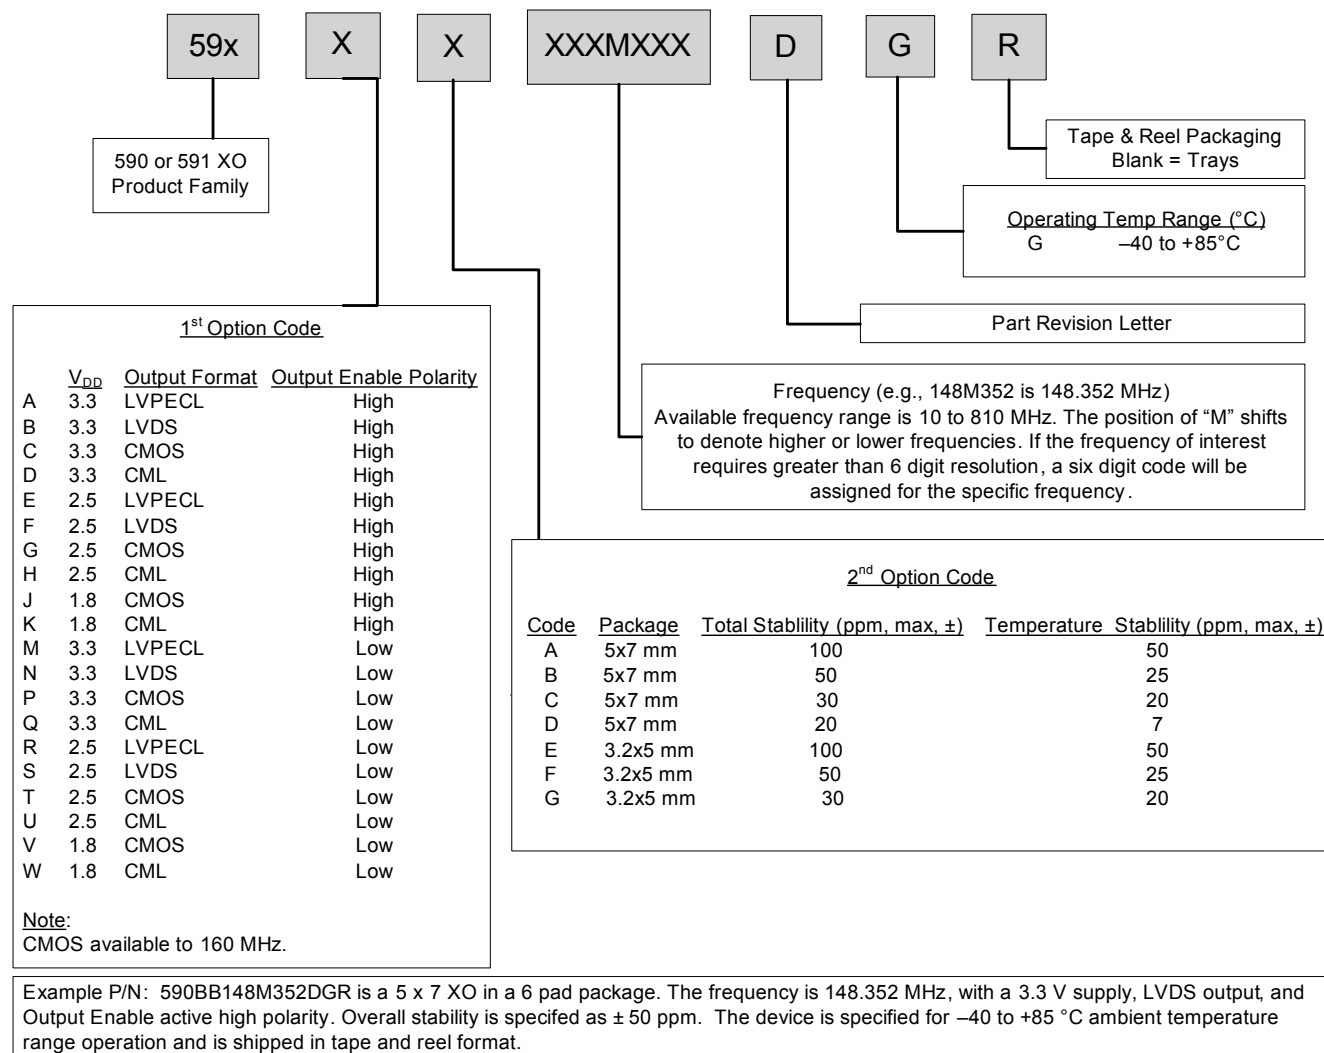 59x X X XXXMXXX D G R
590 or 591 XO
Product Family
Tape & Reel Packaging
Blank = Trays
Operating Temp Range (°C)
G –40 to +85°C
Part Revision Letter
Frequency (e.g., 148M352 is 148.352 MHz)
Available frequency range is 10 to 810 MHz. The position of “M” shifts
to denote higher or lower frequencies. If the frequency of interest
requires greater than 6 digit resolution, a six digit code will be
assigned for the specific frequency.
1st Option Code
VDD Output Format Output Enable Polarity
A 3.3 LVPECL High
B 3.3 LVDS High
C 3.3 CMOS High
D 3.3 CML High
E 2.5 LVPECL High
F 2.5 LVDS High
G 2.5 CMOS High
H 2.5 CML High
J 1.8 CMOS High
K 1.8 CML High
M 3.3 LVPECL Low
N 3.3 LVDS Low
P 3.3 CMOS Low
Q 3.3 CML Low
R 2.5 LVPECL Low
S 2.5 LVDS Low
T 2.5 CMOS Low
U 2.5 CML Low
V 1.8 CMOS Low
W 1.8 CML Low
Note:
CMOS available to 160 MHz.
2nd Option Code
Code Package Total Stablility (ppm, max, ±) Temperature Stablility (ppm, max, ±)
A 5x7 mm 100 50
B 5x7 mm 50 25
C 5x7 mm 30 20
D 5x7 mm 20 7
E 3.2x5 mm 100 50
F 3.2x5 mm 50 25
G 3.2x5 mm 30 20
Example P/N: 590BB148M352DGR is a 5 x 7 XO in a 6 pad package. The frequency is 148.352 MHz, with a 3.3 V supply, LVDS output, and
Output Enable active high polarity. Overall stability is specifed as ± 50 ppm. The device is specified for –40 to +85 °C ambient temperature
range operation and is shipped in tape and reel format.